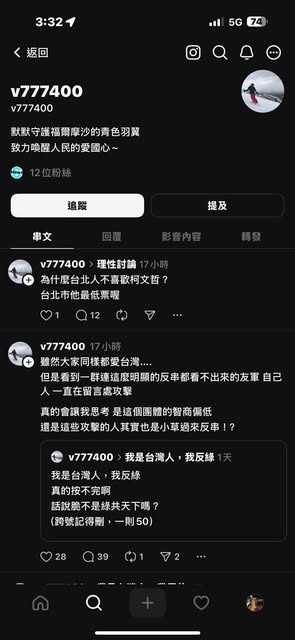 3:32
5G
74
返回
v777400
v777400
默默守護福爾摩沙的青色羽翼
致力喚醒人民的愛國心～
12位粉絲
追蹤
提及
串文
回覆
影音內容
轉發
v777400 › 理性討論 17小時
為什麼台北人不喜歡柯文哲？
台北市他最低票喔
1
12
v777400 17小時
雖然大家同樣都愛台灣....
但是看到一群連這麼明顯的反串都看不出來的友軍 自己
人 一直在留言處攻擊
真的會讓我思考 是這個團體的智商偏低
還是這些攻擊的人其實也是小草過來反串！?
v777400 › 我是台灣人，我反綠 1天
我是台灣人，我反綠
真的按不完啊
話說脆不是綠共天下嗎？
(跨號記得刪，一則50)
28
39
1
2